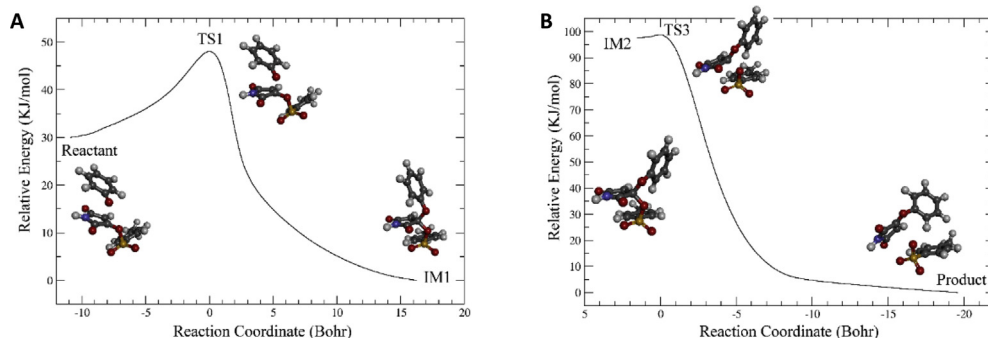 A
TS1
50
40
30
20
10
0
Relative Energy (KJ/mol)
Reactant
IM1
-10
-5
0
5
10
15
20
Reaction Coordinate (Bohr)
B
TS3
IM2
100
90
80
70
60
50
40
30
20
10
0
Relative Energy (KJ/mol)
Product
5
0
-5
-10
-15
-20
Reaction Coordinate (Bohr)